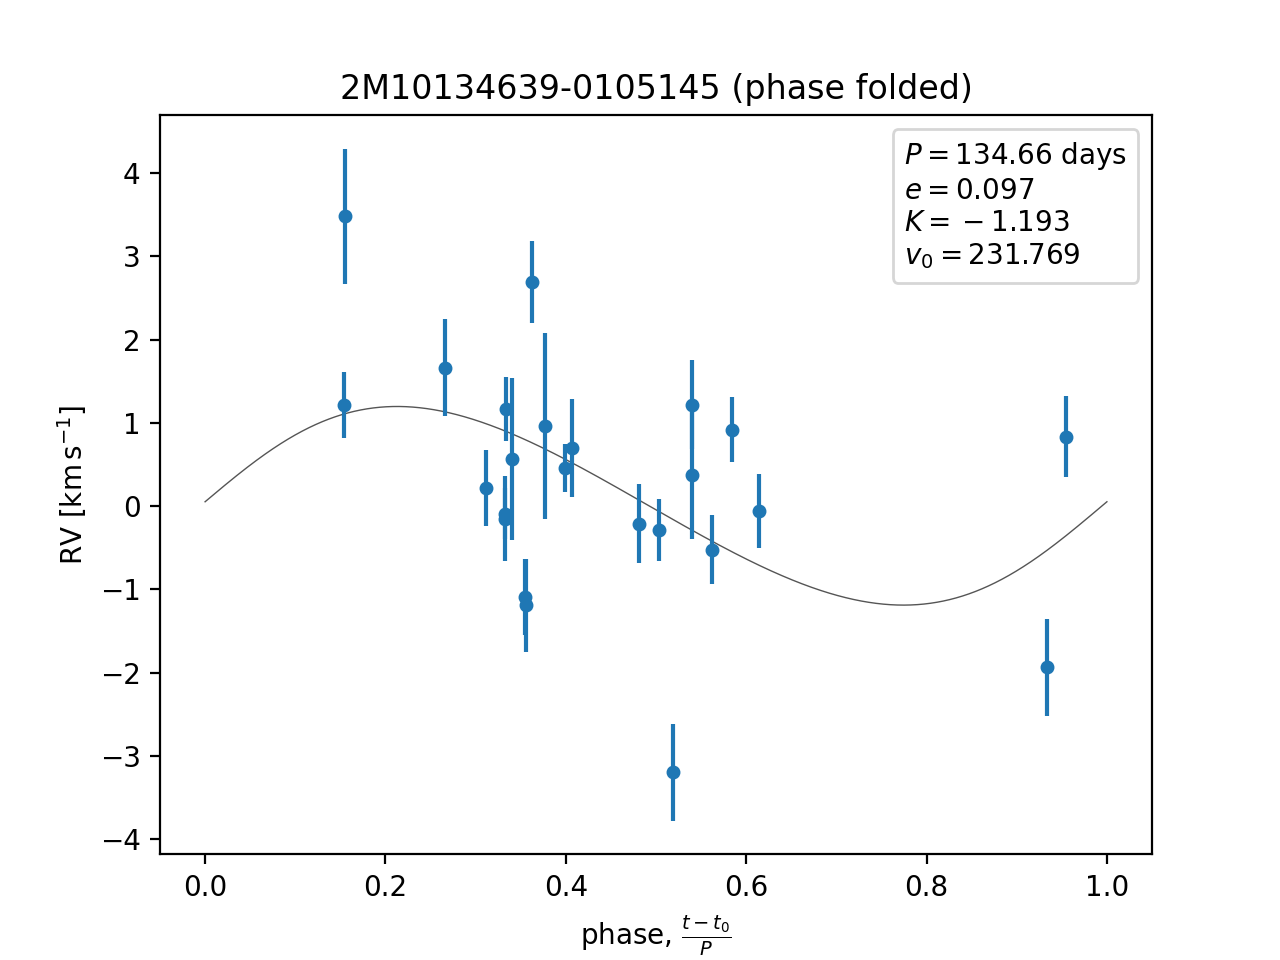 2M10134639-0105145 (phase folded)
P = 134.66 days
e = 0.097
K = −1.193
v₀ = 231.769
4
3
2
1
0
−1
−2
−3
−4
RV [km s⁻¹]
0.0 0.2 0.4 0.6 0.8 1.0
phase, (t − t₀)/P